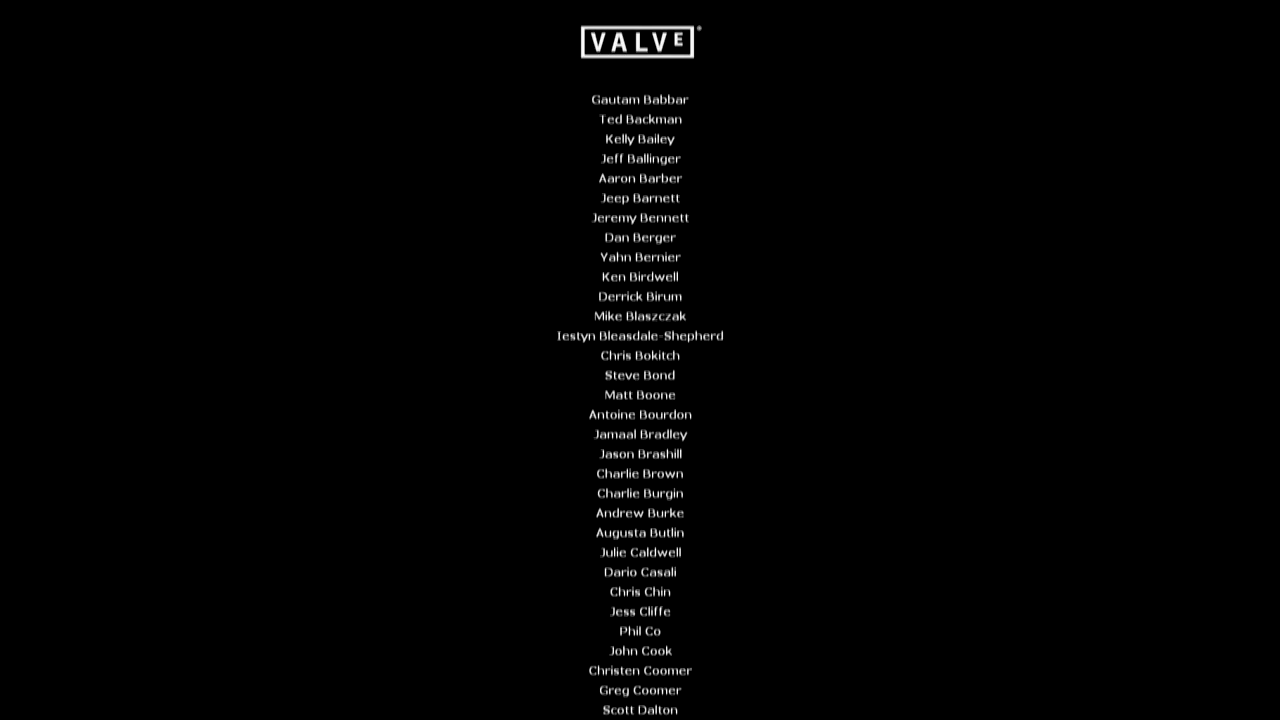 VALVE®
Gautam Babbar
Ted Backman
Kelly Bailey
Jeff Ballinger
Aaron Barber
Jeep Barnett
Jeremy Bennett
Dan Berger
Yahn Bernier
Ken Birdwell
Derrick Birum
Mike Blaszczak
Iestyn Bleasdale-Shepherd
Chris Bokitch
Steve Bond
Matt Boone
Antoine Bourdon
Jamaal Bradley
Jason Brashill
Charlie Brown
Charlie Burgin
Andrew Burke
Augusta Butlin
Julie Caldwell
Dario Casali
Chris Chin
Jess Cliffe
Phil Co
John Cook
Christen Coomer
Greg Coomer
Scott Dalton